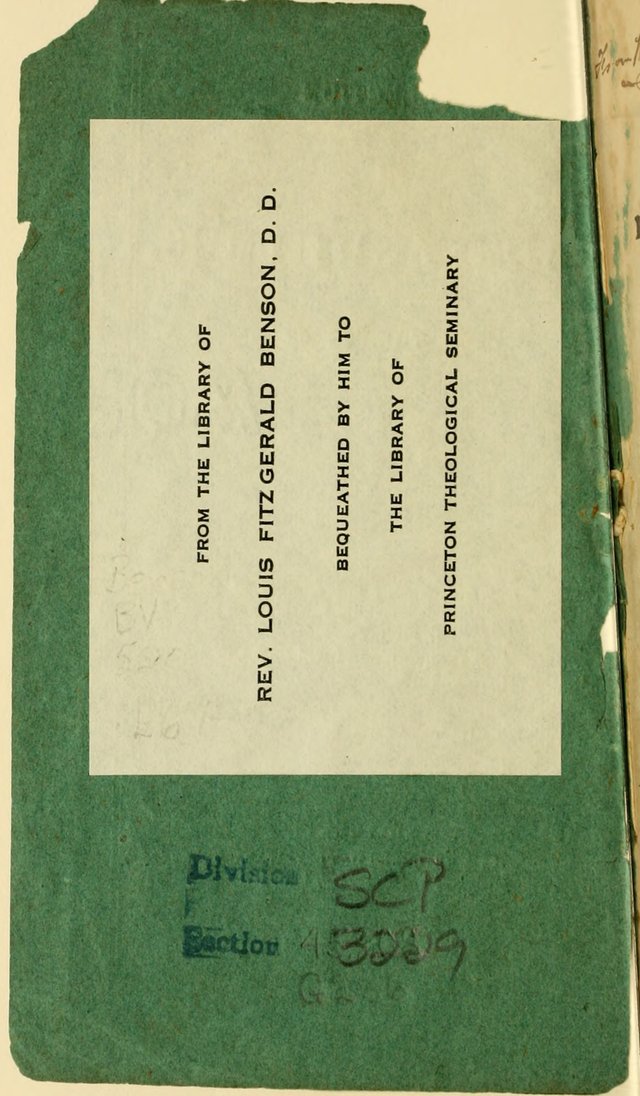 FROM THE LIBRARY OF
REV. LOUIS FITZGERALD BENSON, D. D.
BEQUEATHED BY HIM TO
THE LIBRARY OF
PRINCETON THEOLOGICAL SEMINARY
Division SCP
Section